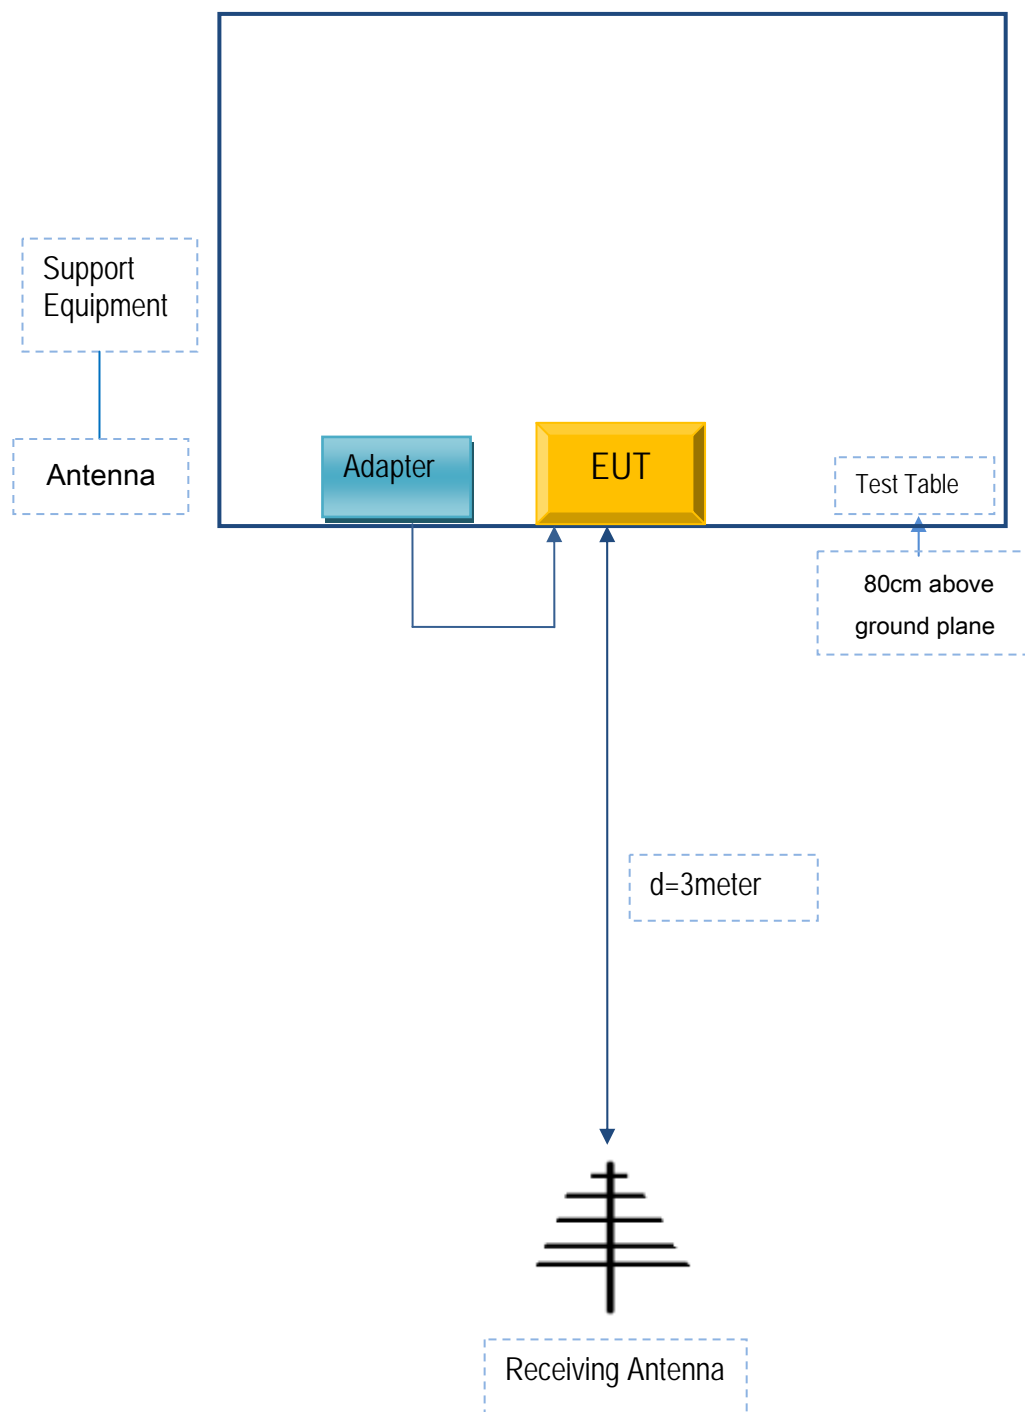 Support
Equipment
Antenna
Adapter
EUT
Test Table
80cm above
ground plane
d=3meter
Receiving Antenna